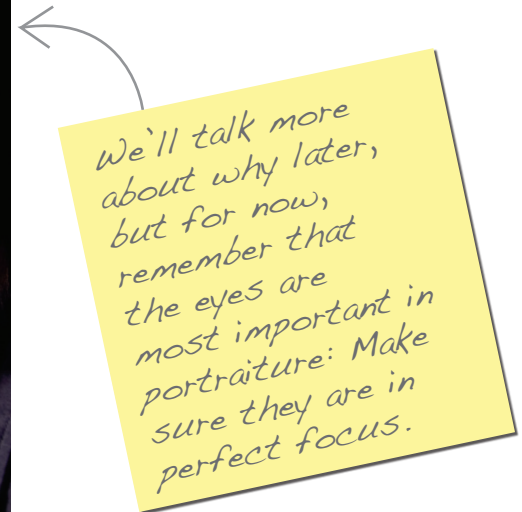 We'll talk more
about why later,
but for now,
remember that
the eyes are
most important in
portraiture: Make
sure they are in
perfect focus.